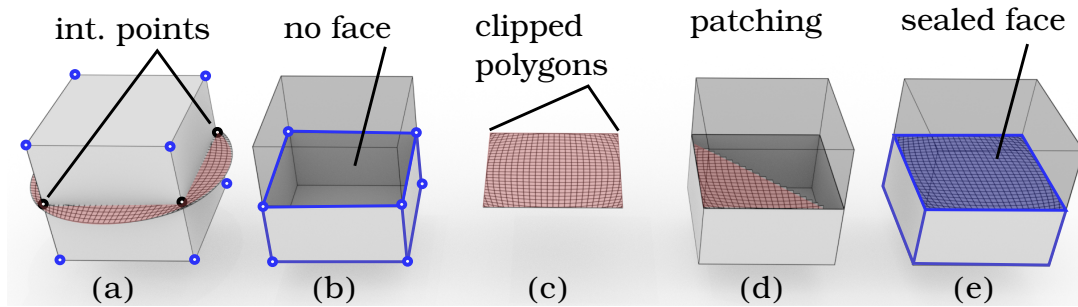 int. points
no face
clipped
polygons
patching
sealed face
(a)
(b)
(c)
(d)
(e)